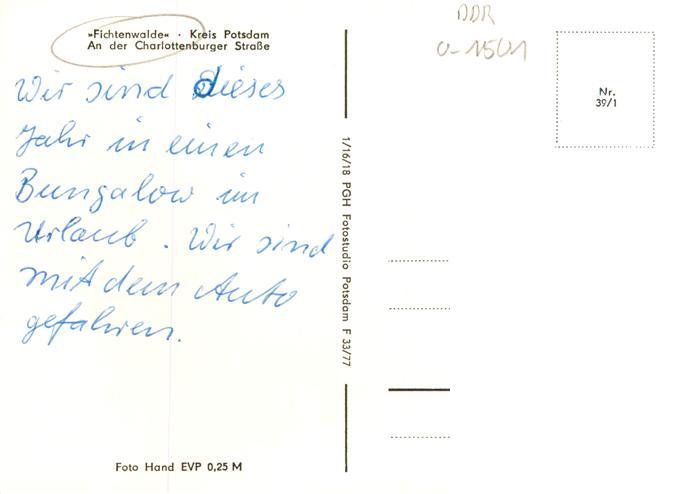 »Fichtenwalde« · Kreis Potsdam
An der Charlottenburger Straße
Wir sind dieses
Jahr in einen
Bungalow im
Urlaub. Wir sind
mit dem Auto
gefahren.
Foto Hand EVP 0,25 M
1/16/18 PGH Fotostudio Potsdam F 33/77
DDR
0-1501
Nr.
39/1